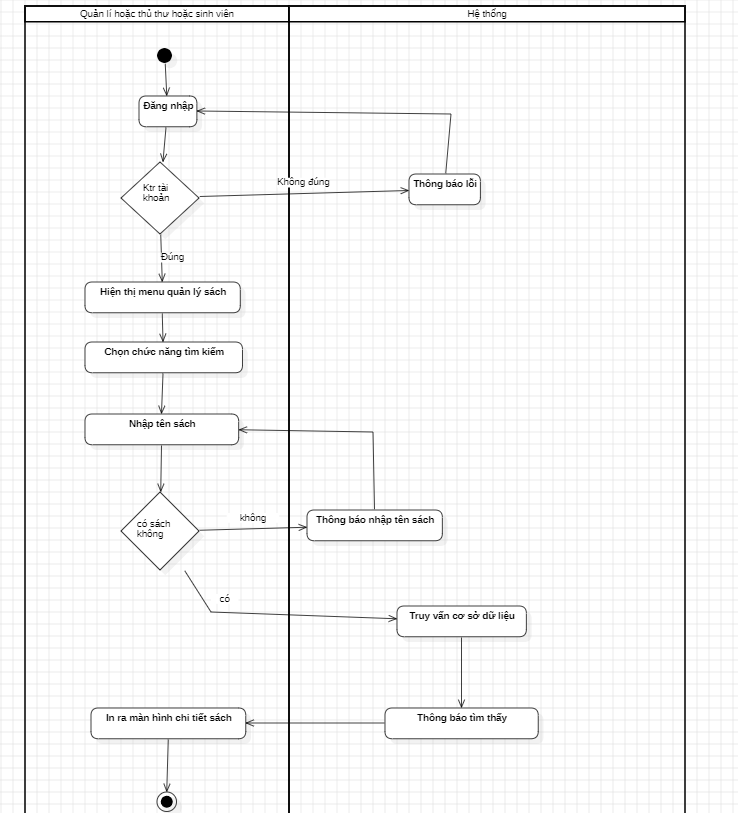 Quản lí hoặc thủ thư hoặc sinh viên
Hệ thống
Đăng nhập
Ktr tài
khoản
Không đúng
Thông báo lỗi
Đúng
Hiện thị menu quản lý sách
Chọn chức năng tìm kiếm
Nhập tên sách
có sách
không
không
Thông báo nhập tên sách
có
Truy vấn cơ sở dữ liệu
In ra màn hình chi tiết sách
Thông báo tìm thấy